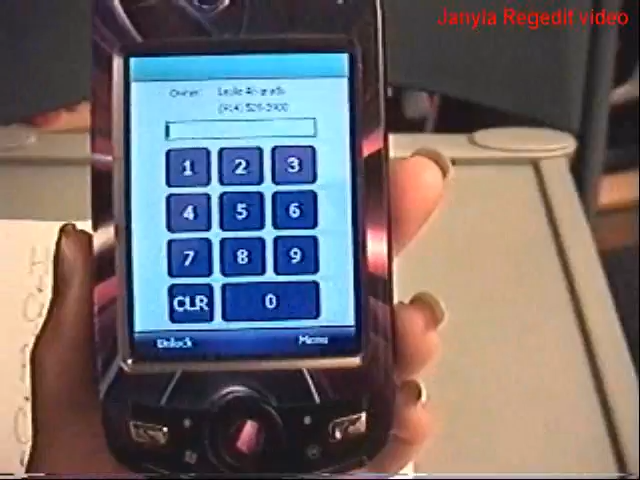 Janyla Regedit video
Owner:
1 2 3
4 5 6
7 8 9
CLR 0
Unlock Menu